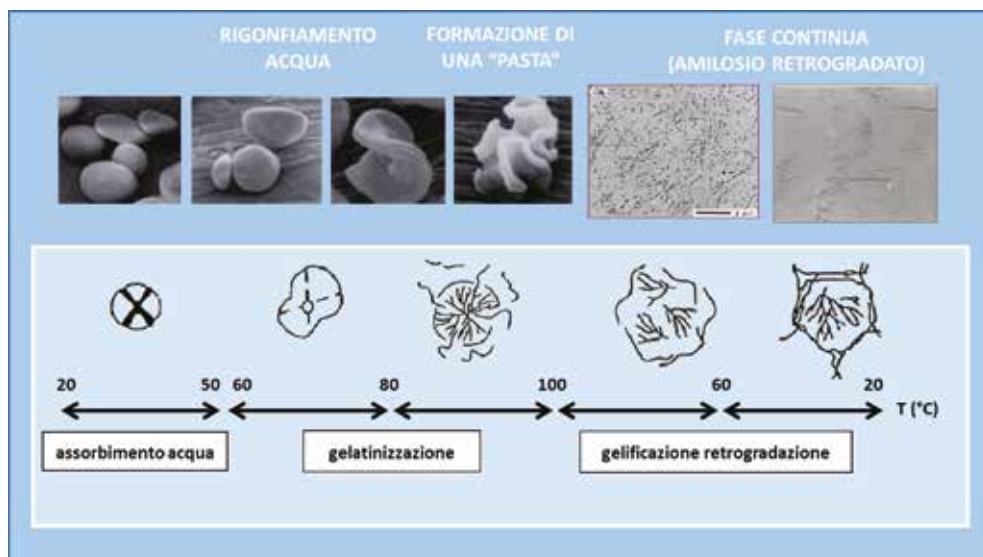 RIGONFIAMENTO
ACQUA
FORMAZIONE DI
UNA "PASTA"
FASE CONTINUA
(AMILOSIO RETROGRADATO)
20
50
60
80
100
60
20
T (°C)
assorbimento acqua
gelatinizzazione
gelificazione retrogradazione